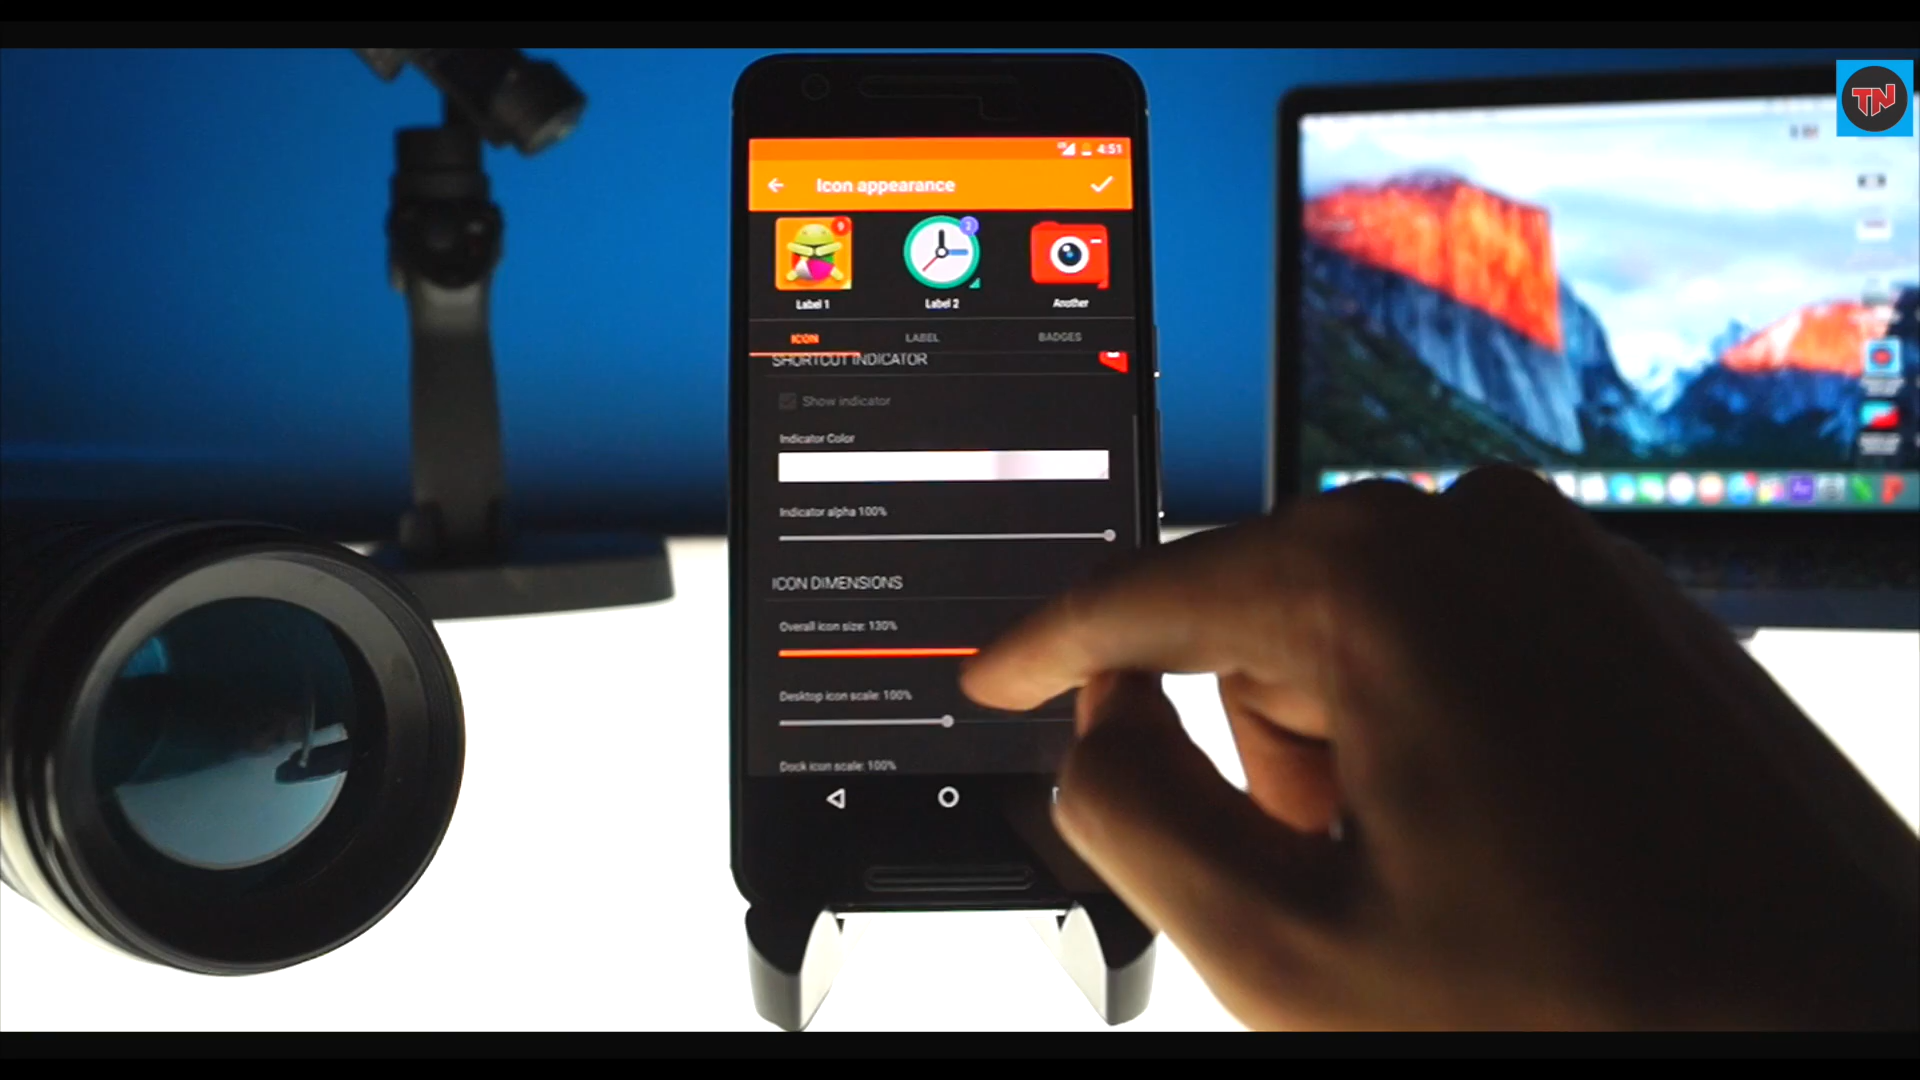 TN
4:51
Icon appearance
9
Label 1
Label 2
Another
ICON LABEL BADGES
SHORTCUT INDICATOR
Show indicator
Indicator Color
Indicator alpha 100%
ICON DIMENSIONS
Overall icon size: 130%
Desktop icon scale: 100%
Dock icon scale: 100%